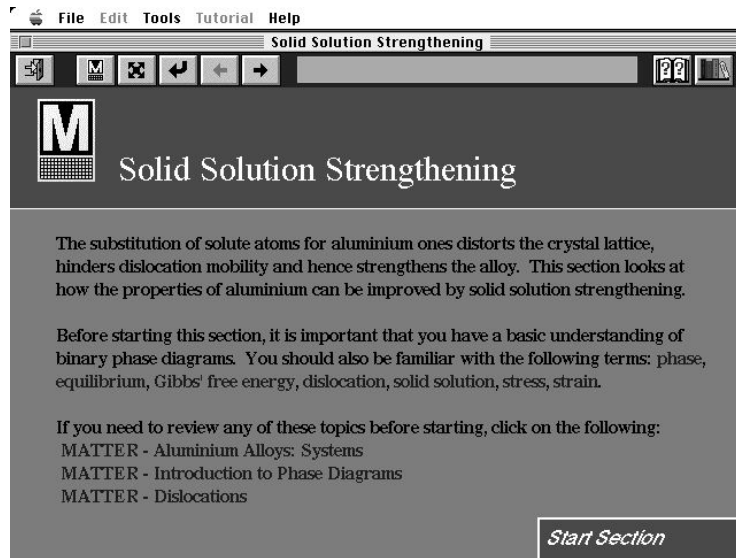 File Edit Tools Tutorial Help
Solid Solution Strengthening
M ??
M
Solid Solution Strengthening
The substitution of solute atoms for aluminium ones distorts the crystal lattice,
hinders dislocation mobility and hence strengthens the alloy. This section looks at
how the properties of aluminium can be improved by solid solution strengthening.
Before starting this section, it is important that you have a basic understanding of
binary phase diagrams. You should also be familiar with the following terms: phase,
equilibrium, Gibbs' free energy, dislocation, solid solution, stress, strain.
If you need to review any of these topics before starting, click on the following:
MATTER - Aluminium Alloys: Systems
MATTER - Introduction to Phase Diagrams
MATTER - Dislocations
Start Section